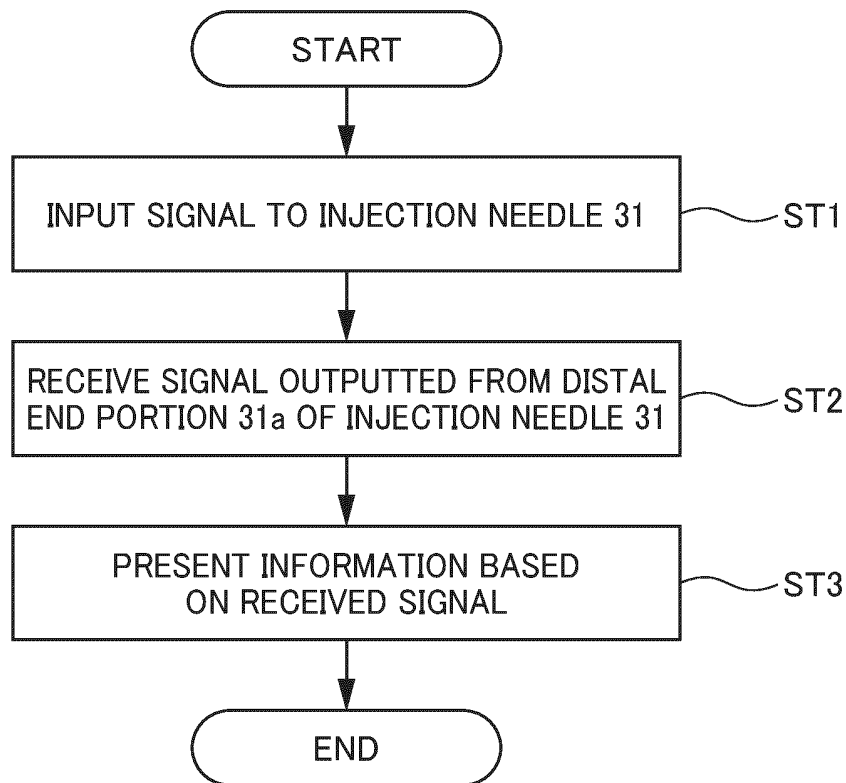 START
INPUT SIGNAL TO INJECTION NEEDLE 31
ST1
RECEIVE SIGNAL OUTPUTTED FROM DISTAL
END PORTION 31a OF INJECTION NEEDLE 31
ST2
PRESENT INFORMATION BASED
ON RECEIVED SIGNAL
ST3
END